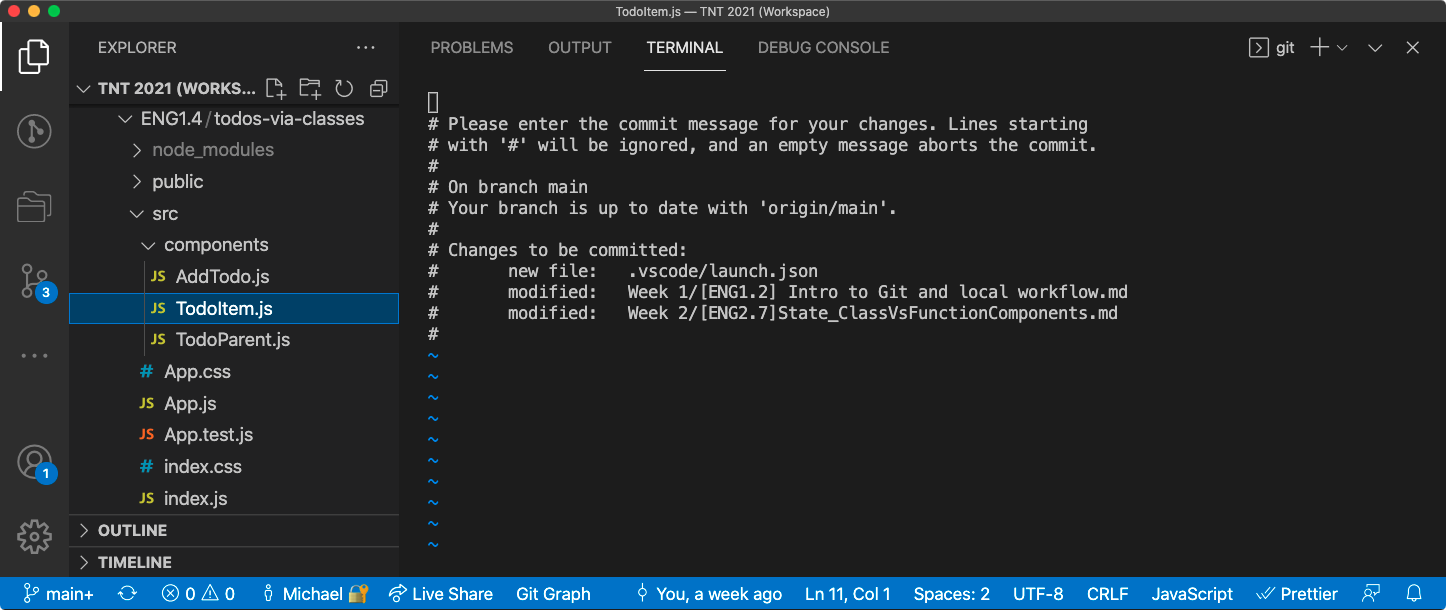 TodoItem.js — TNT 2021 (Workspace)
EXPLORER
TNT 2021 (WORKS...
ENG1.4/todos-via-classes
node_modules
public
src
components
JS AddTodo.js
JS TodoItem.js
JS TodoParent.js
# App.css
JS App.js
JS App.test.js
# index.css
JS index.js
OUTLINE
TIMELINE
3
1
PROBLEMS OUTPUT TERMINAL DEBUG CONSOLE git
# Please enter the commit message for your changes. Lines starting
# with '#' will be ignored, and an empty message aborts the commit.
#
# On branch main
# Your branch is up to date with 'origin/main'.
#
# Changes to be committed:
#       new file:   .vscode/launch.json
#       modified:   Week 1/[ENG1.2] Intro to Git and local workflow.md
#       modified:   Week 2/[ENG2.7]State_ClassVsFunctionComponents.md
#
~
~
~
~
~
~
~
~
~
~
main+ 0 0 Michael 🔐 Live Share Git Graph You, a week ago Ln 11, Col 1 Spaces: 2 UTF-8 CRLF JavaScript Prettier